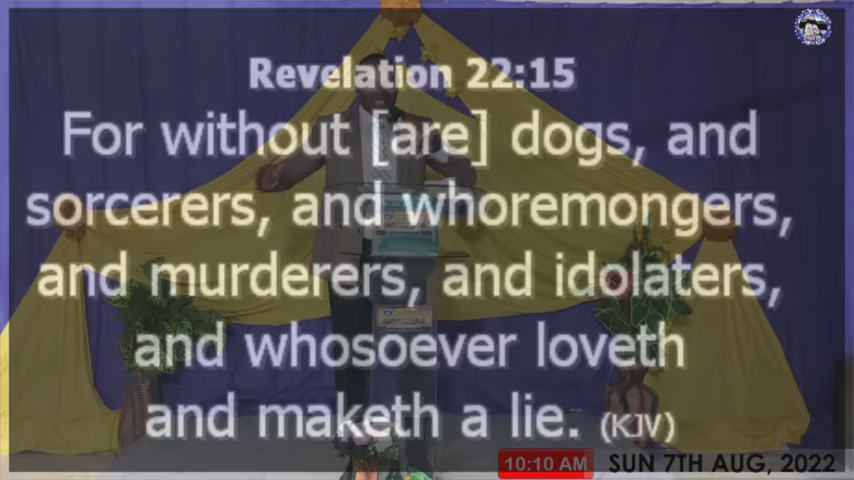 Revelation 22:15
For without [are] dogs, and
sorcerers, and whoremongers,
and murderers, and idolaters,
and whosoever loveth
and maketh a lie. (KJV)
10:10 AM SUN 7TH AUG, 2022